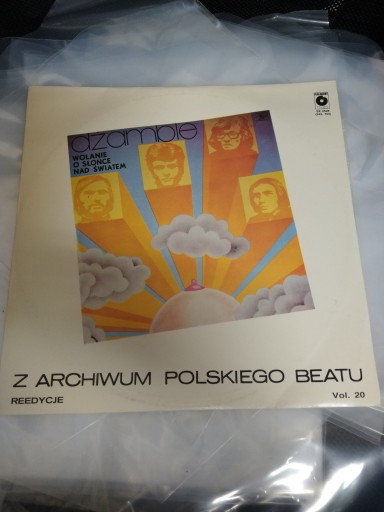 dżamble
WOŁANIE
O SŁOŃCE
NAD ŚWIATEM
Z ARCHIWUM POLSKIEGO BEATU
REEDYCJE
Vol. 20